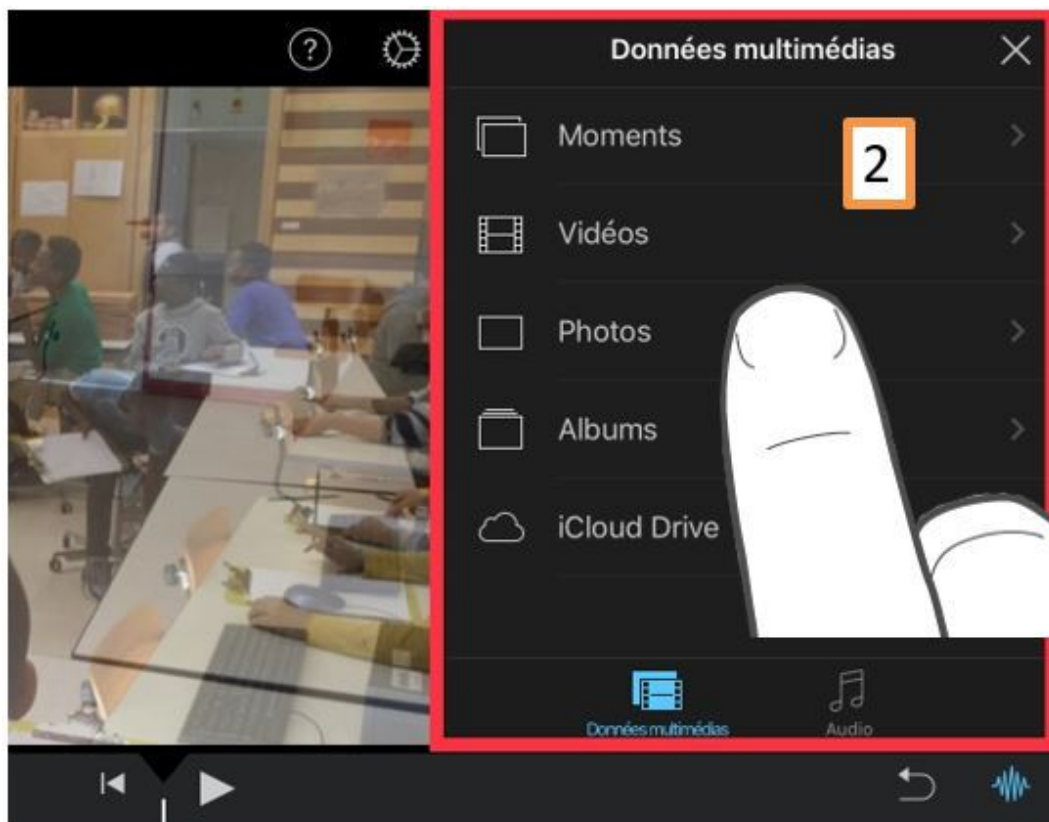 ?
Données multimédias
Moments
2
Vidéos
Photos
Albums
iCloud Drive
Données multimédias
Audio